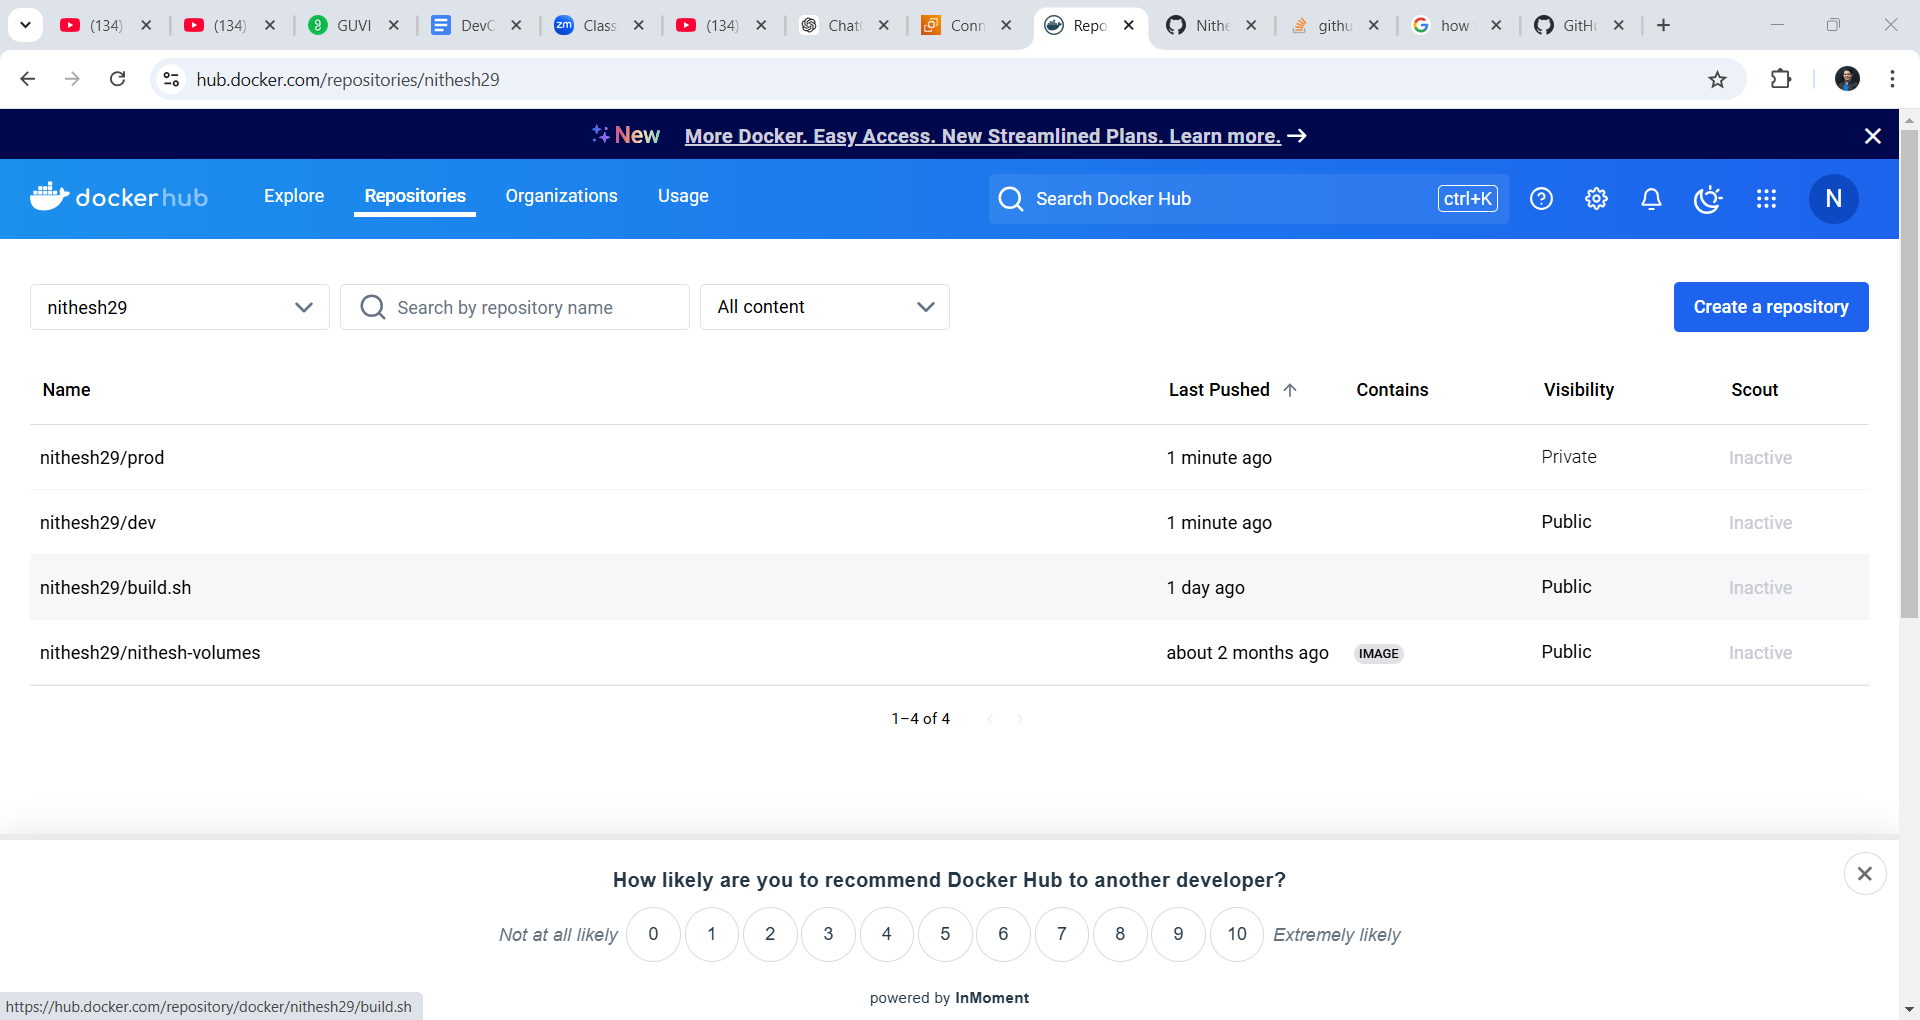 (134)
(134)
GUVI
DevC
zm
Class
(134)
Chat
Conn
Repo
Nithe
githu
how
GitHu
hub.docker.com/repositories/nithesh29
New More Docker. Easy Access. New Streamlined Plans. Learn more. →
dockerhub
Explore
Repositories
Organizations
Usage
Search Docker Hub
ctrl+K
N
nithesh29
Search by repository name
All content
Create a repository
Name Last Pushed Contains Visibility Scout
nithesh29/prod 1 minute ago Private Inactive
nithesh29/dev 1 minute ago Public Inactive
nithesh29/build.sh 1 day ago Public Inactive
nithesh29/nithesh-volumes about 2 months ago IMAGE Public Inactive
1–4 of 4
How likely are you to recommend Docker Hub to another developer?
Not at all likely 0 1 2 3 4 5 6 7 8 9 10 Extremely likely
powered by InMoment
https://hub.docker.com/repository/docker/nithesh29/build.sh